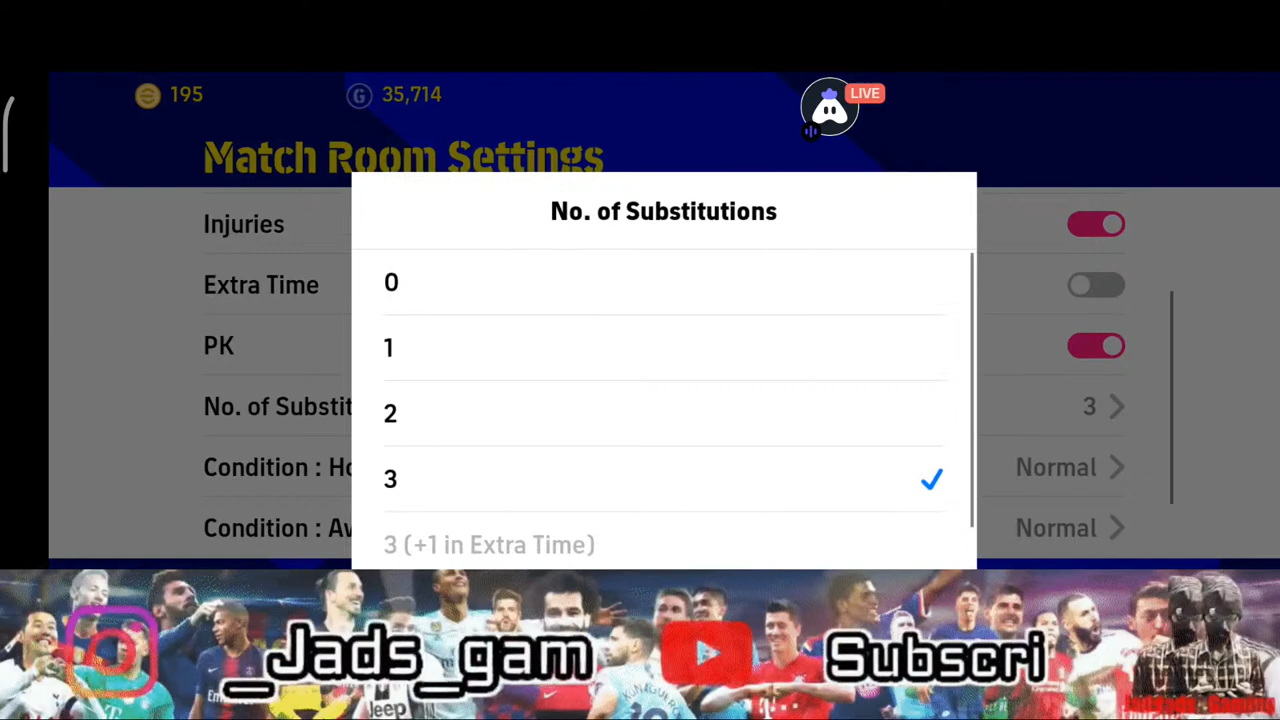 195
35,714
LIVE
Match Room Settings
No. of Substitutions
Injuries
0
Extra Time
1
PK
2
No. of Substit
3
3
Condition : Ho
Normal
3 (+1 in Extra Time)
Condition : Av
Normal
_Jads_gam
Subscri
Jeep